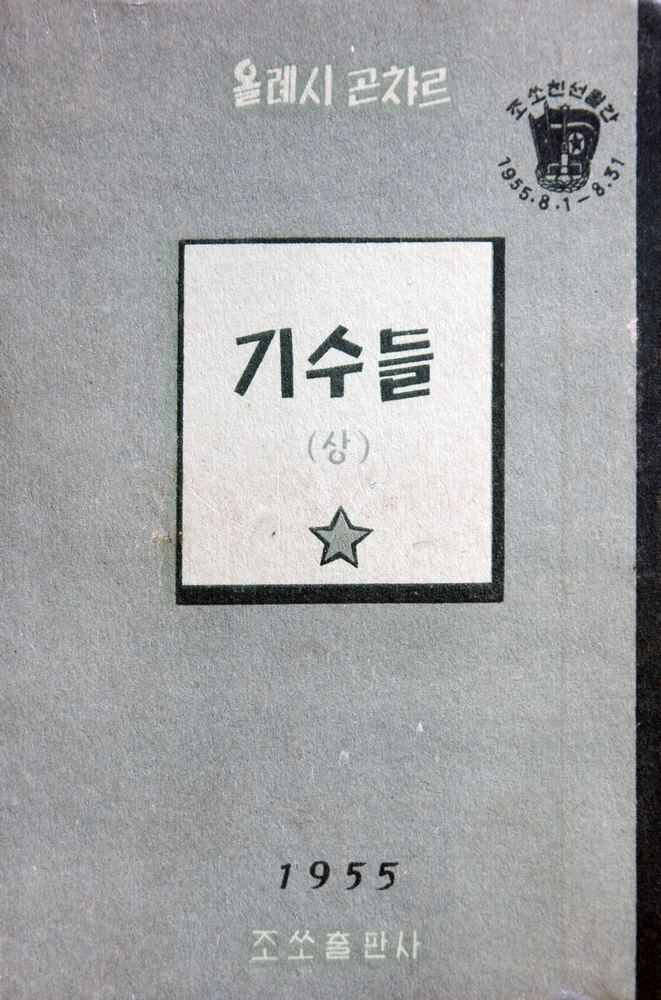 올레시 곤챠르
조쏘친선월간
1955.8.1-8.31
기수들
(상)
1955
조쏘출판사